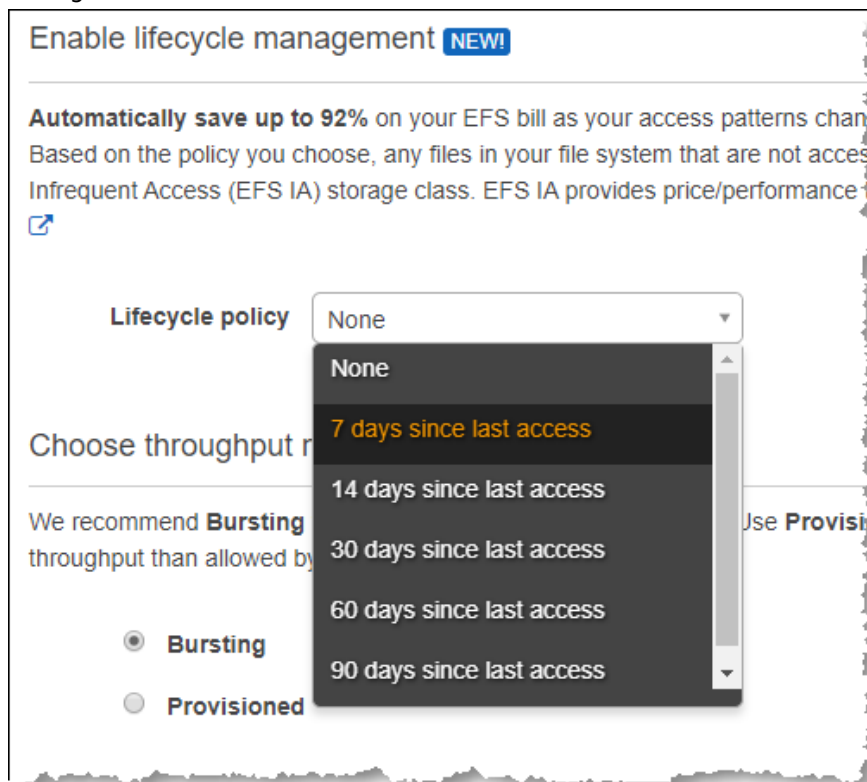 Enable lifecycle management NEW!
Automatically save up to 92% on your EFS bill as your access patterns chan
Based on the policy you choose, any files in your file system that are not acces
Infrequent Access (EFS IA) storage class. EFS IA provides price/performance
Lifecycle policy None
None
7 days since last access
Choose throughput
14 days since last access
We recommend Bursting Use Provisi
30 days since last access
throughput than allowed by
60 days since last access
Bursting
90 days since last access
Provisioned